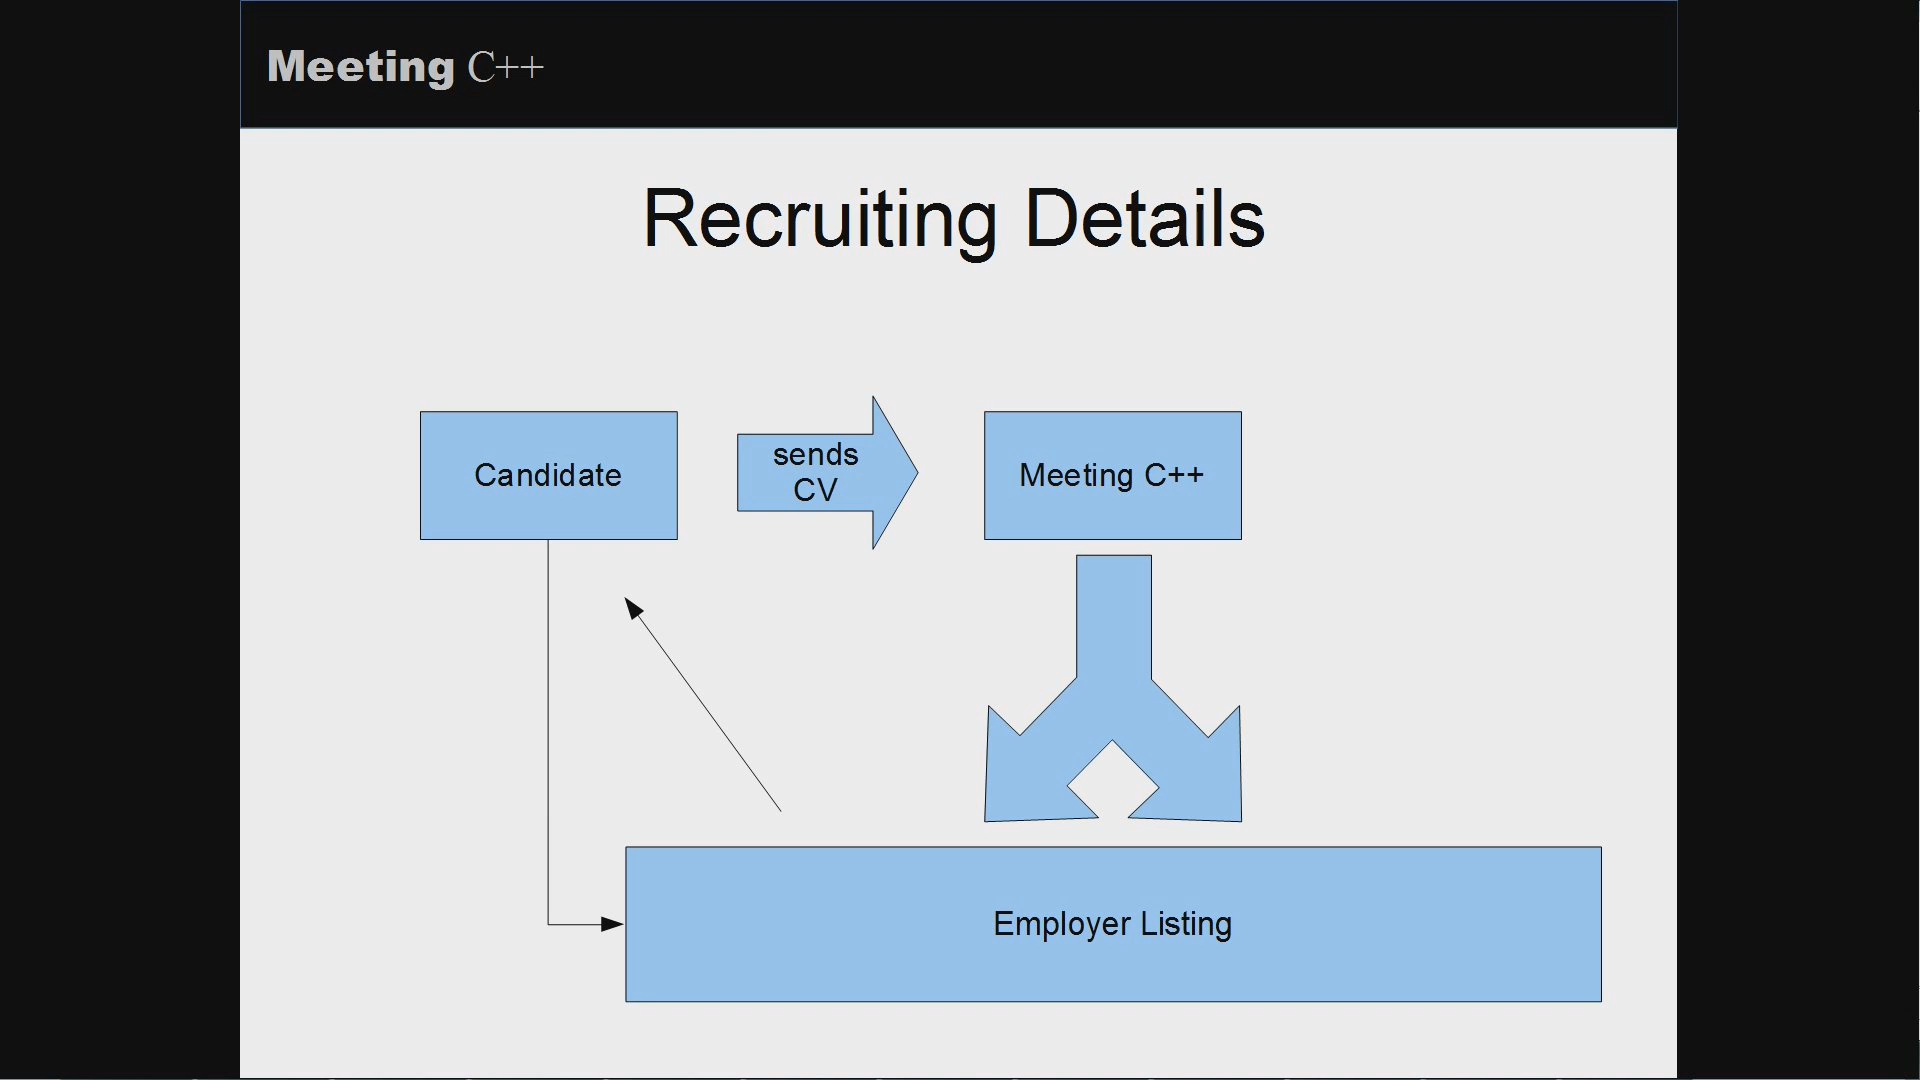 Meeting C++
Recruiting Details
Candidate
sends
CV
Meeting C++
Employer Listing